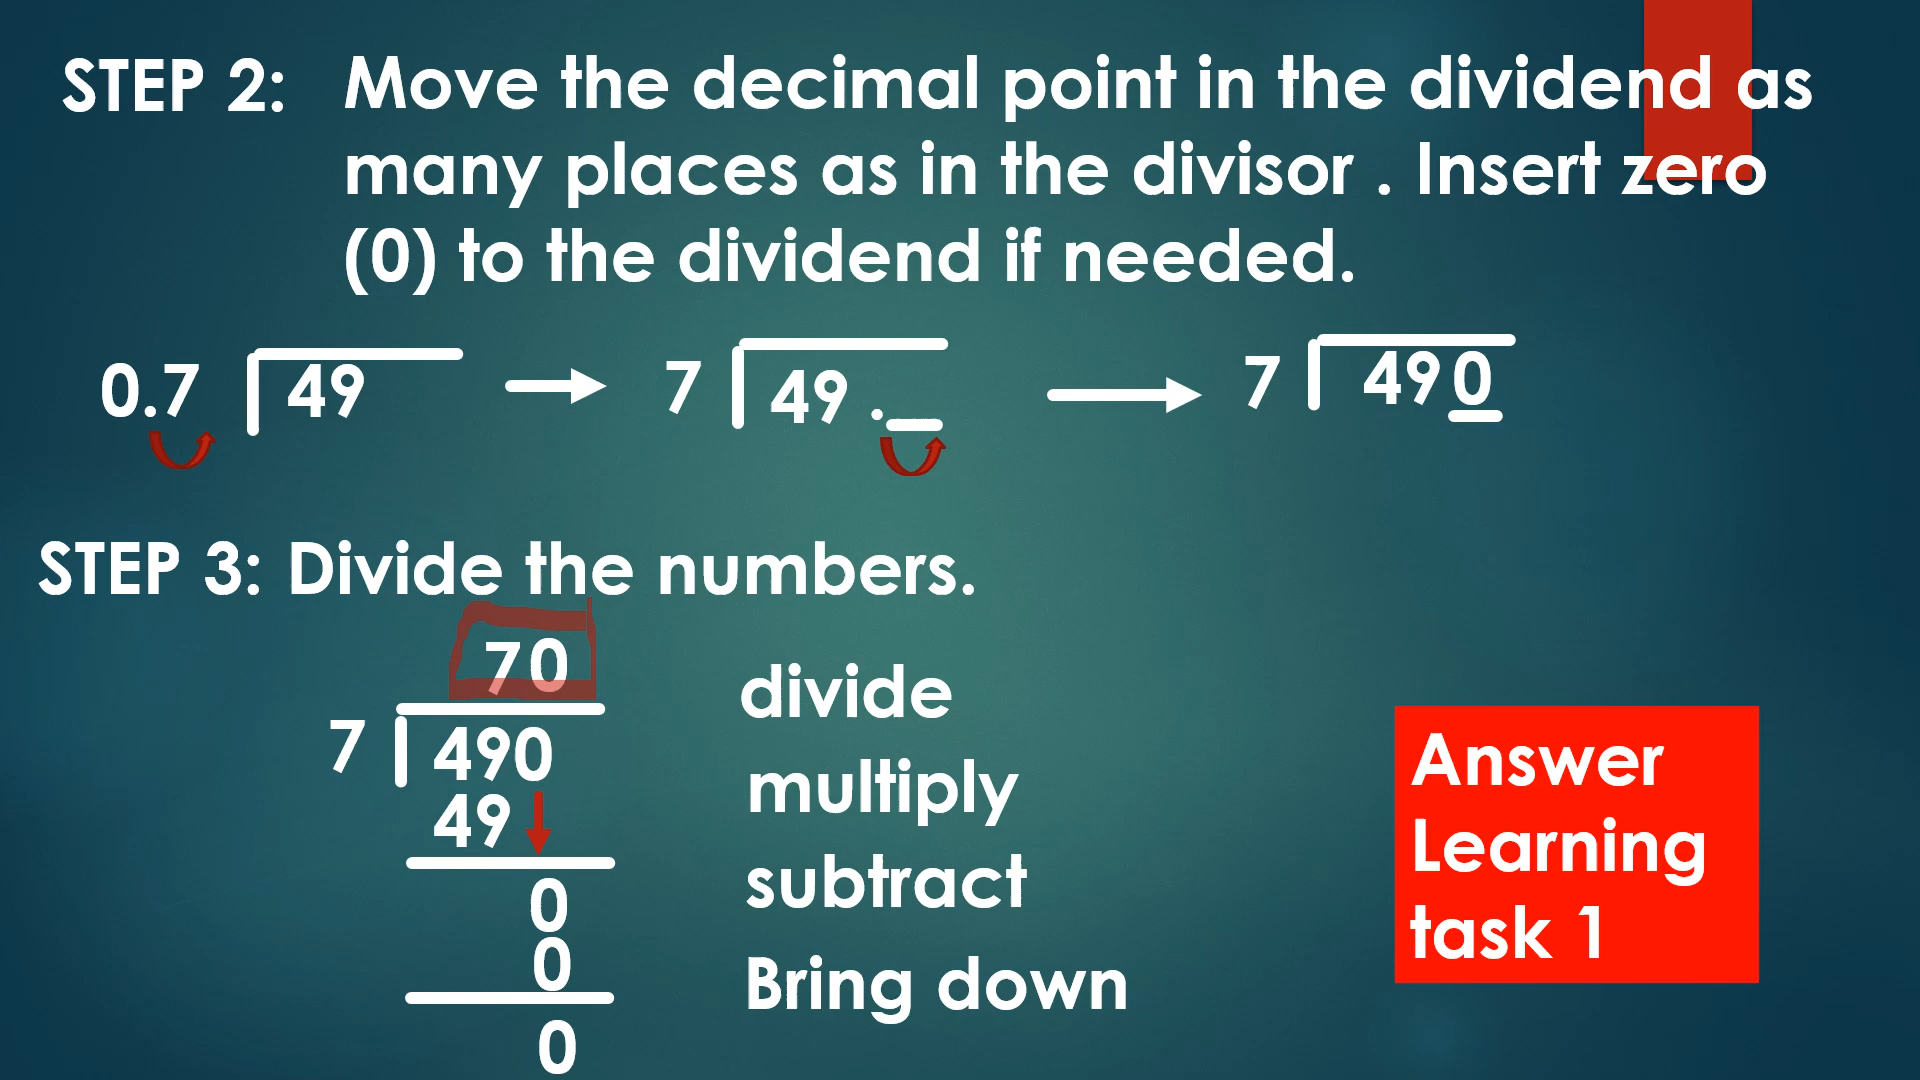 STEP 2: Move the decimal point in the dividend as
many places as in the divisor . Insert zero
(0) to the dividend if needed.
0.7 49 7 49 . 7 490
STEP 3: Divide the numbers.
70
7 490
49
0
0
0
divide
multiply
subtract
Bring down
Answer
Learning
task 1